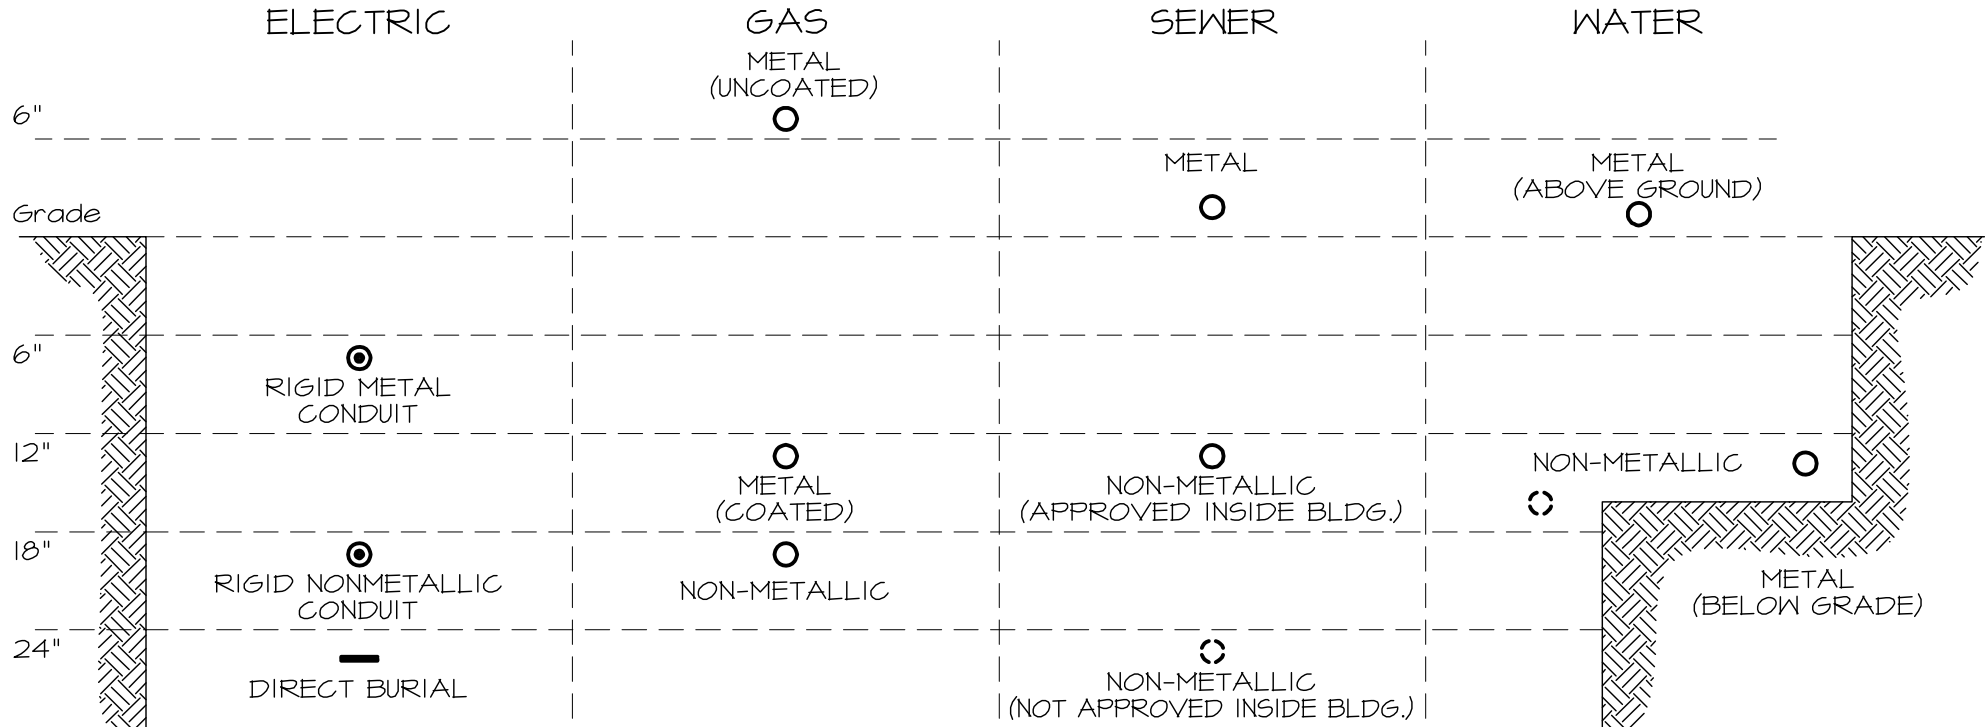 ELECTRIC
GAS
SEWER
WATER
METAL
(UNCOATED)
6"
METAL
METAL
(ABOVE GROUND)
Grade
6"
RIGID METAL
CONDUIT
12"
METAL
(COATED)
NON-METALLIC
(APPROVED INSIDE BLDG.)
NON-METALLIC
18"
RIGID NONMETALLIC
CONDUIT
NON-METALLIC
METAL
(BELOW GRADE)
24"
DIRECT BURIAL
NON-METALLIC
(NOT APPROVED INSIDE BLDG.)